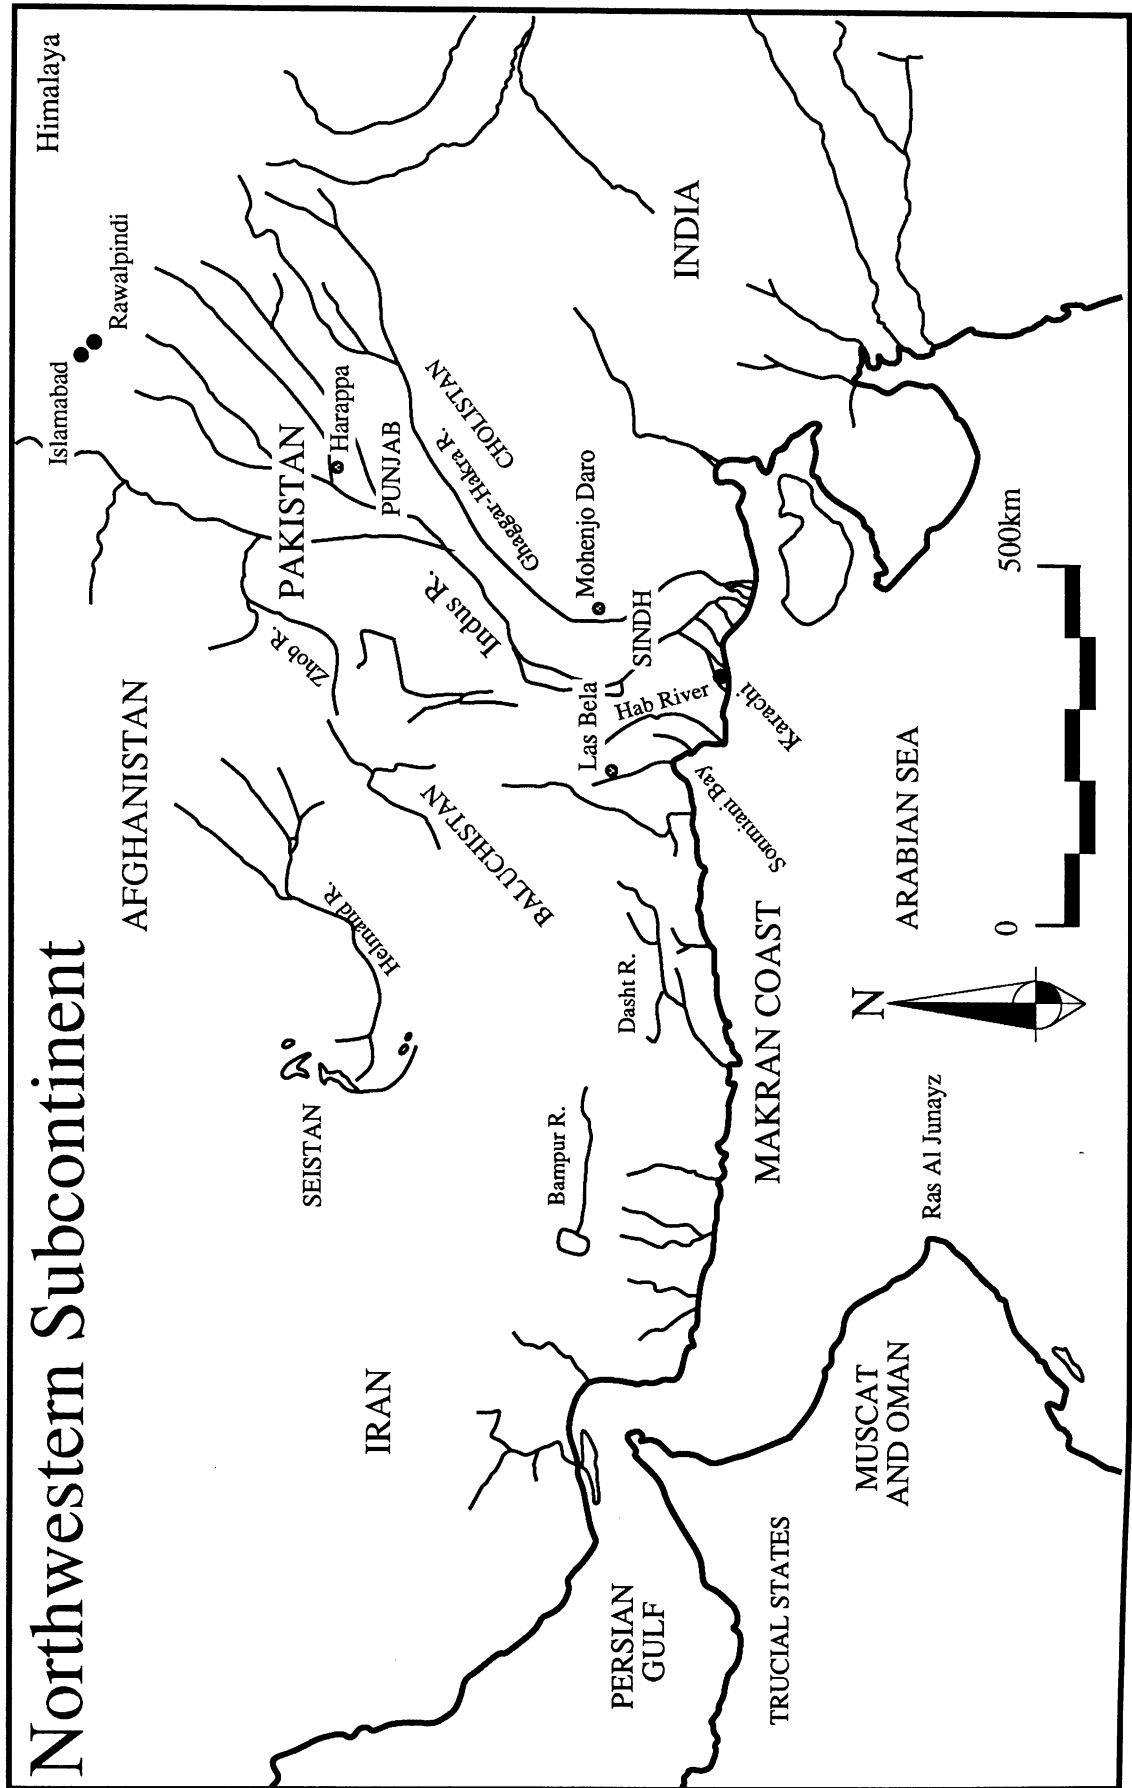 Northwestern Subcontinent
Himalaya
Islamabad
Rawalpindi
AFGHANISTAN
PAKISTAN
Zhob R.
Harappa
PUNJAB
SEISTAN
Helmand R.
IRAN
Indus R.
CHOLISTAN
Ghaggar-Hakra R.
BALUCHISTAN
Bampur R.
Mohenjo Daro
Las Bela
SINDH
Hab River
Dasht R.
INDIA
PERSIAN
GULF
Karachi
Sonmiani Bay
MAKRAN COAST
TRUCIAL STATES
MUSCAT
AND OMAN
N
ARABIAN SEA
Ras Al Junayz
0
500km